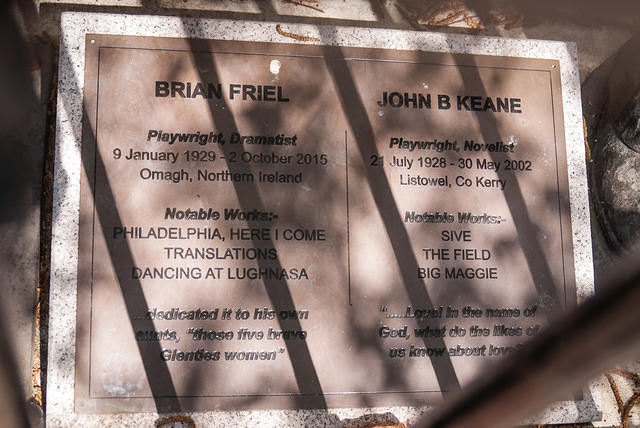 BRIAN FRIEL
Playwright, Dramatist
9 January 1929 - 2 October 2015
Omagh, Northern Ireland
Notable Works:-
PHILADELPHIA, HERE I COME
TRANSLATIONS
DANCING AT LUGHNASA
....dedicated it to his own
aunts, "those five brave
Glenties women"
JOHN B KEANE
Playwright, Novelist
21 July 1928 - 30 May 2002
Listowel, Co Kerry
Notable Works:-
SIVE
THE FIELD
BIG MAGGIE
".....Love! In the name of
God, what do the likes of
us know about love